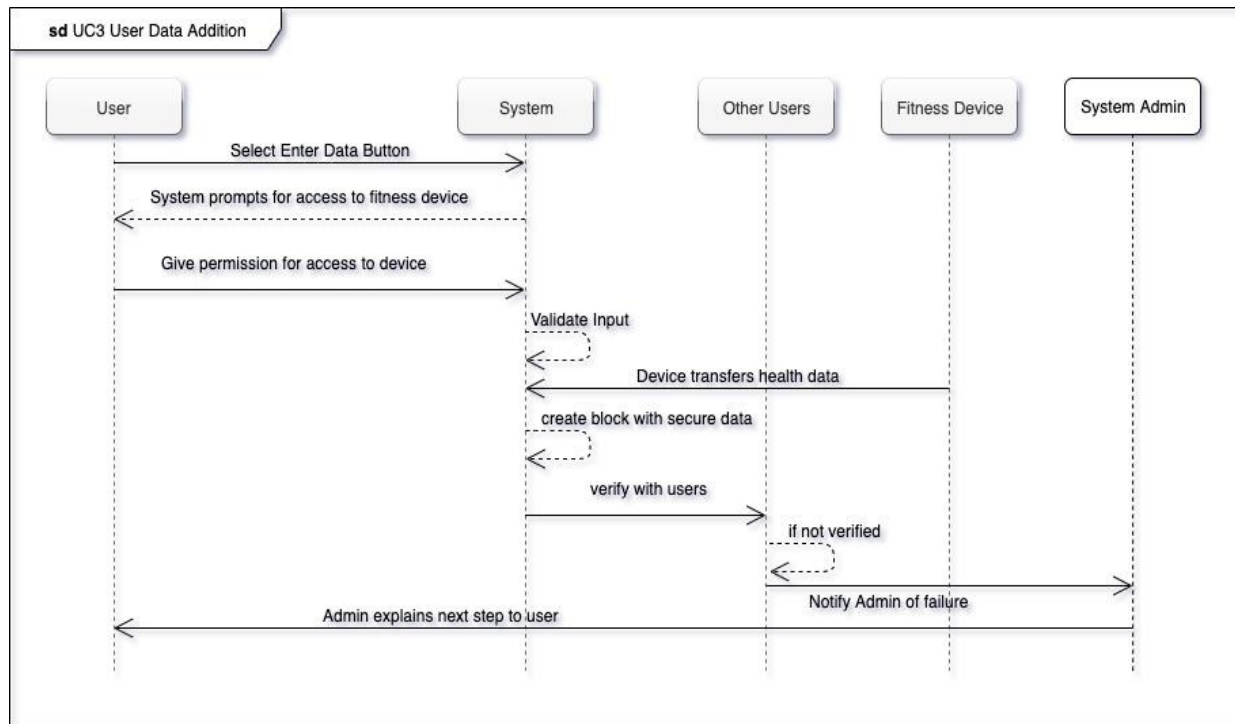 sd UC3 User Data Addition
User
System
Other Users
Fitness Device
System Admin
Select Enter Data Button
System prompts for access to fitness device
Give permission for access to device
Validate Input
Device transfers health data
create block with secure data
verify with users
if not verified
Notify Admin of failure
Admin explains next step to user